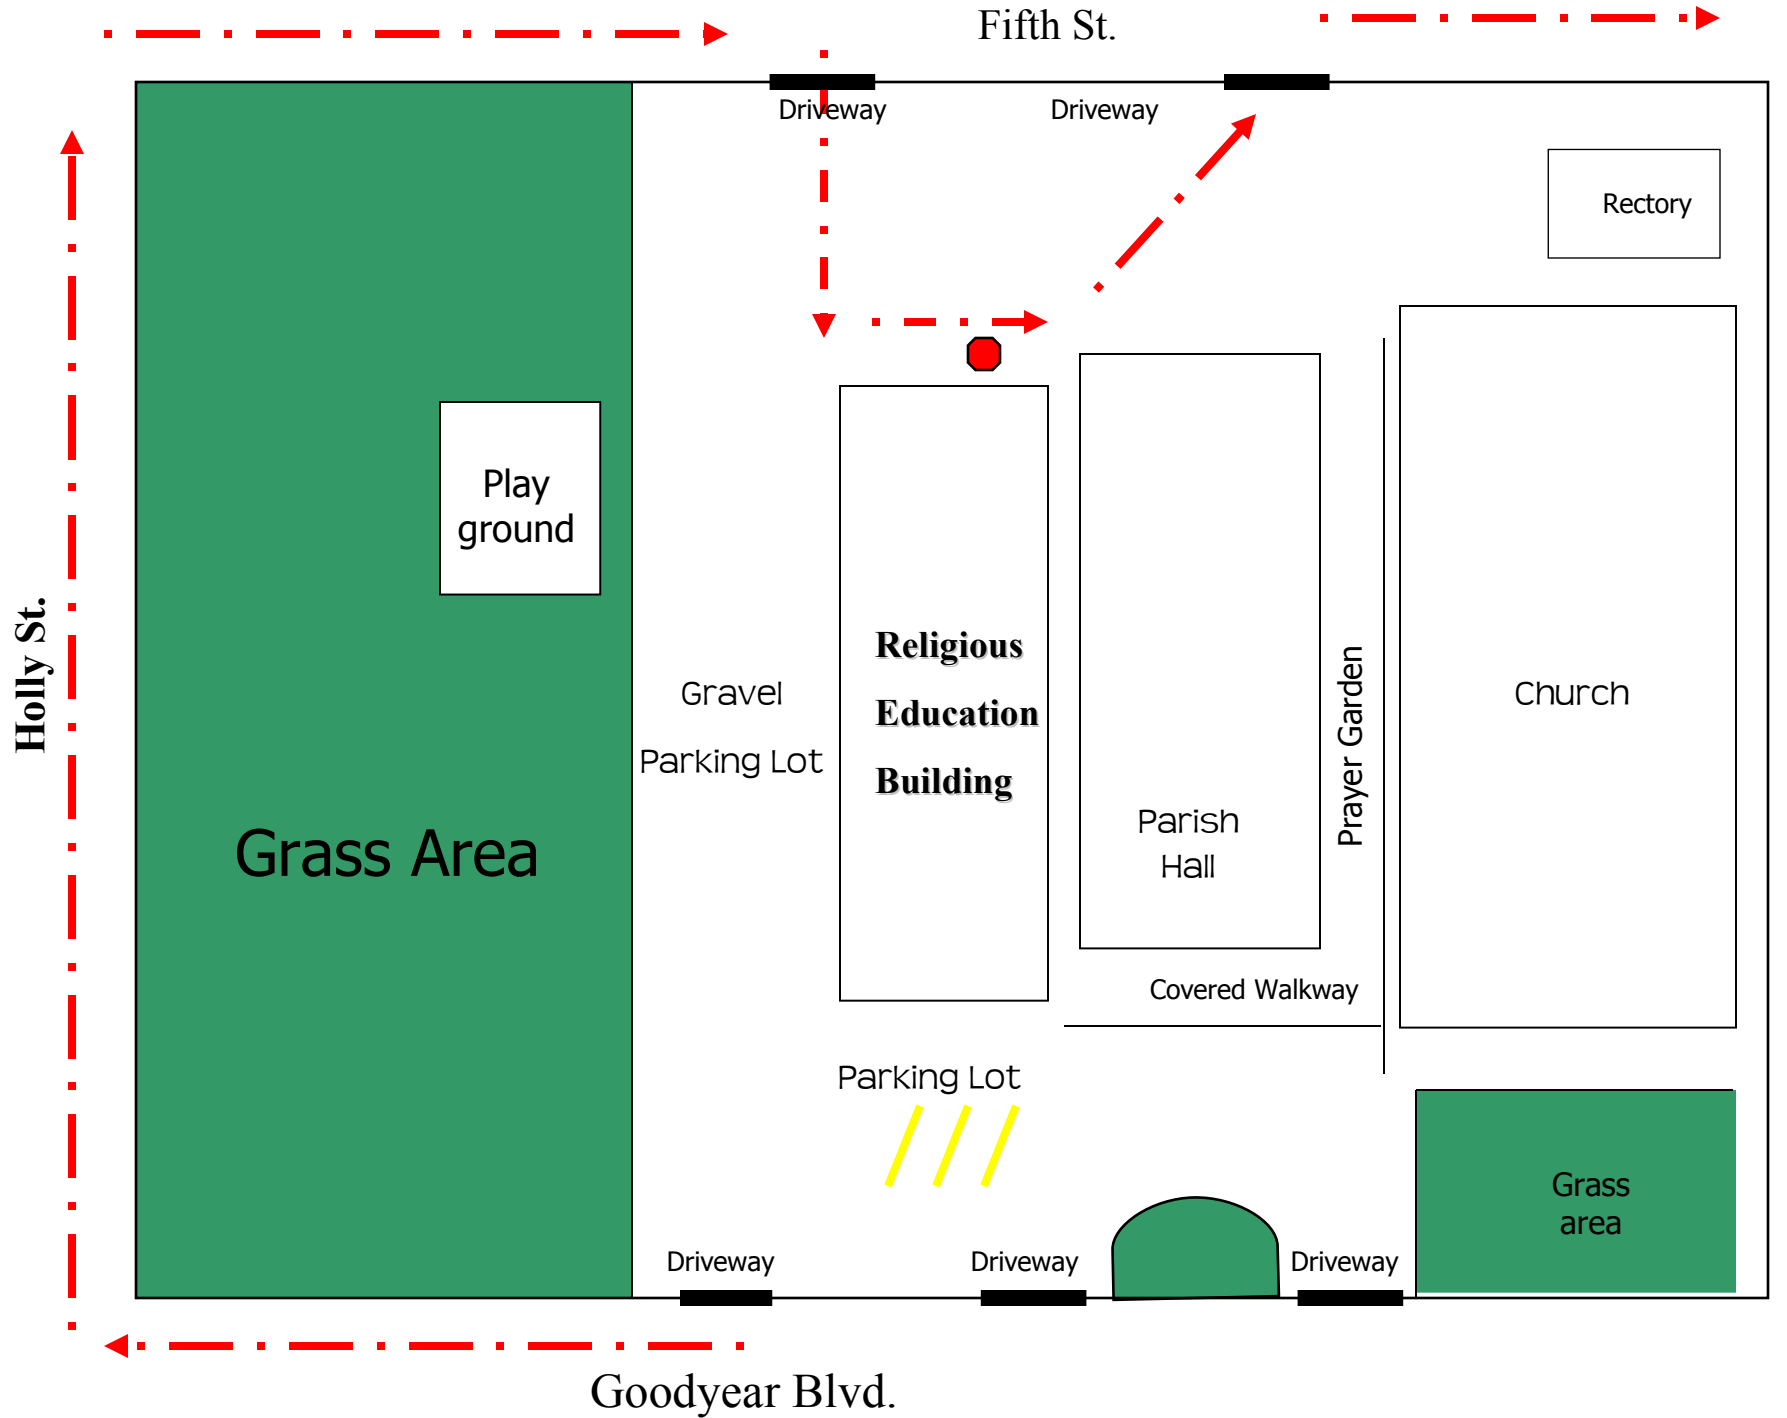 Fifth St.
Driveway
Driveway
Rectory
Play
ground
Holly St.
Religious
Education
Building
Gravel
Parking Lot
Prayer Garden
Church
Parish
Hall
Grass Area
Covered Walkway
Parking Lot
Grass
area
Driveway
Driveway
Driveway
Goodyear Blvd.